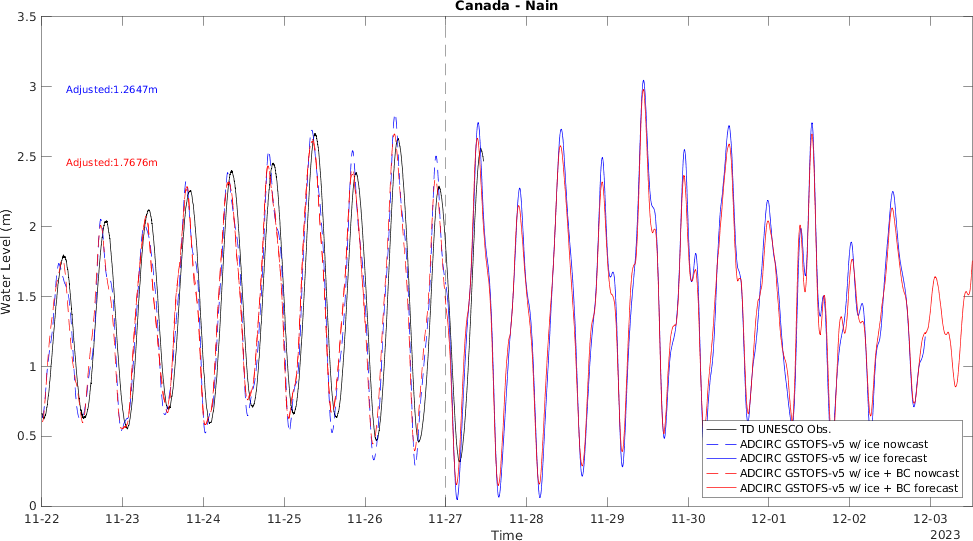 Canada - Nain
3.5
3
2.5
2
1.5
1
0.5
0
Water Level (m)
Adjusted:1.2647m
Adjusted:1.7676m
TD UNESCO Obs.
ADCIRC GSTOFS-v5 w/ ice nowcast
ADCIRC GSTOFS-v5 w/ ice forecast
ADCIRC GSTOFS-v5 w/ ice + BC nowcast
ADCIRC GSTOFS-v5 w/ ice + BC forecast
11-22 11-23 11-24 11-25 11-26 11-27 11-28 11-29 11-30 12-01 12-02 12-03
Time
2023